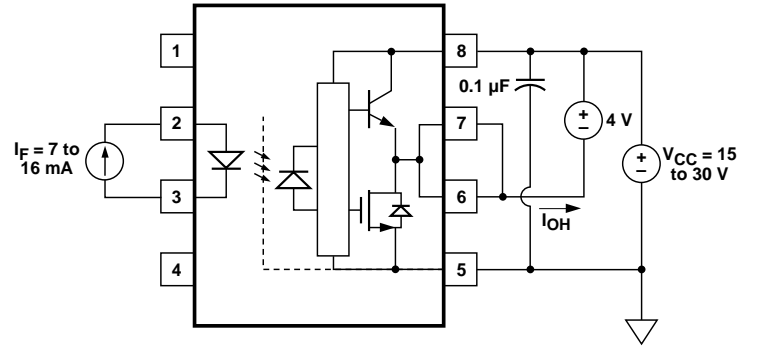 1
8
0.1 µF
2
7
4 V
+
−
I_F = 7 to
16 mA
+
−
V_CC = 15
to 30 V
3
6
I_OH
4
5